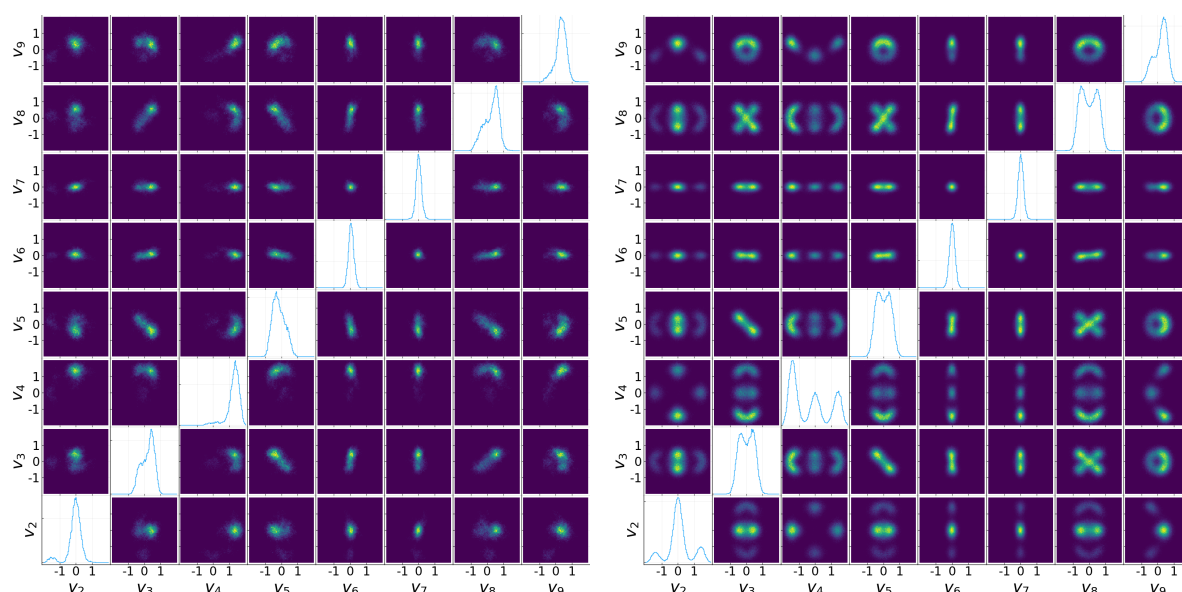 v9 1 0 -1 v9 1 0 -1
v8 1 0 -1 v8 1 0 -1
v7 1 0 -1 v7 1 0 -1
v6 1 0 -1 v6 1 0 -1
v5 1 0 -1 v5 1 0 -1
v4 1 0 -1 v4 1 0 -1
v3 1 0 -1 v3 1 0 -1
v2 v2
-1 0 1 -1 0 1 -1 0 1 -1 0 1 -1 0 1 -1 0 1 -1 0 1 -1 0 1 -1 0 1 -1 0 1 -1 0 1 -1 0 1 -1 0 1 -1 0 1 -1 0 1 -1 0 1
v2 v3 v4 v5 v6 v7 v8 v9 v2 v3 v4 v5 v6 v7 v8 v9